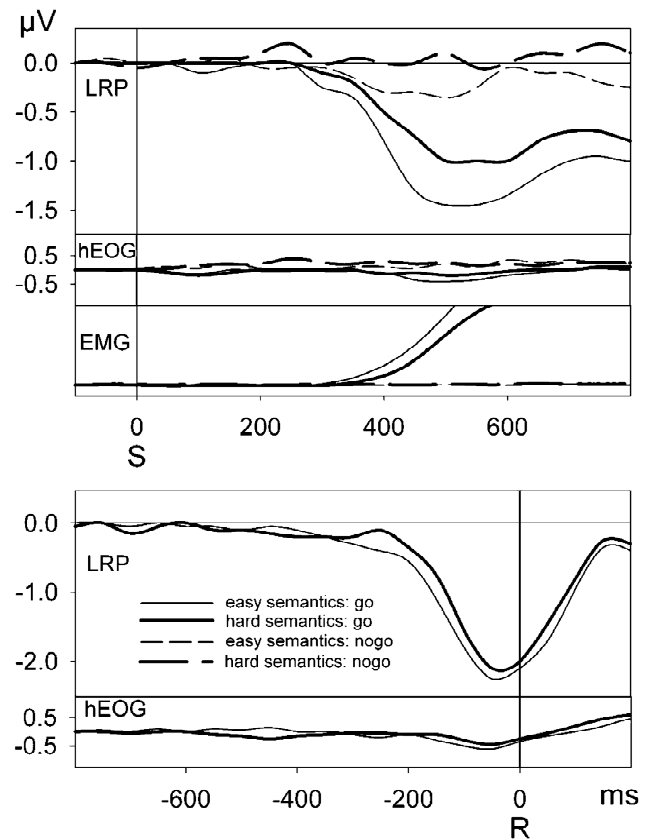 µV
0.0
LRP
-0.5
-1.0
-1.5
hEOG
0.5
-0.5
EMG
0 200 400 600
S
0.0
LRP
-1.0
easy semantics: go
hard semantics: go
easy semantics: nogo
hard semantics: nogo
-2.0
hEOG
0.5
-0.5
-600 -400 -200 0 ms
R